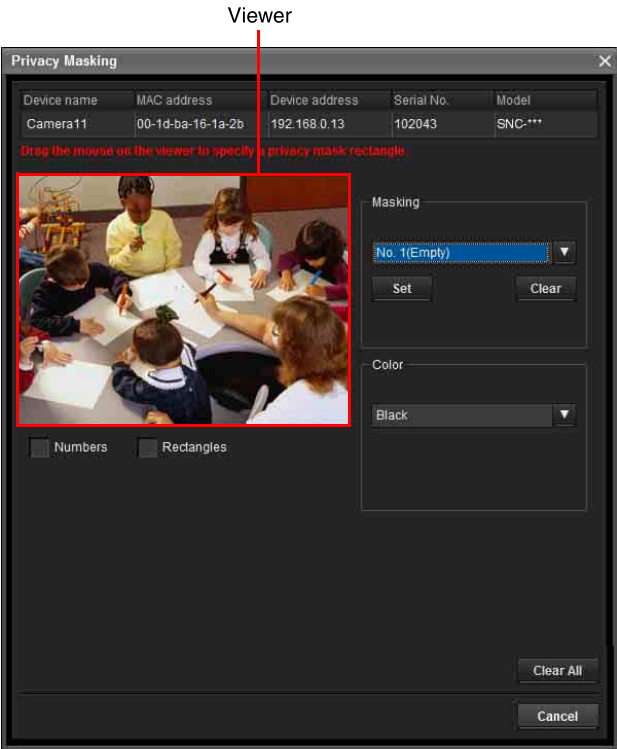 Viewer
Privacy Masking
Device name MAC address Device address Serial No. Model
Camera11 00-1d-ba-16-1a-2b 192.168.0.13 102043 SNC-***
Drag the mouse on the viewer to specify a privacy mask rectangle
Masking
No. 1(Empty)
Set Clear
Color
Black
Numbers Rectangles
Clear All
Cancel